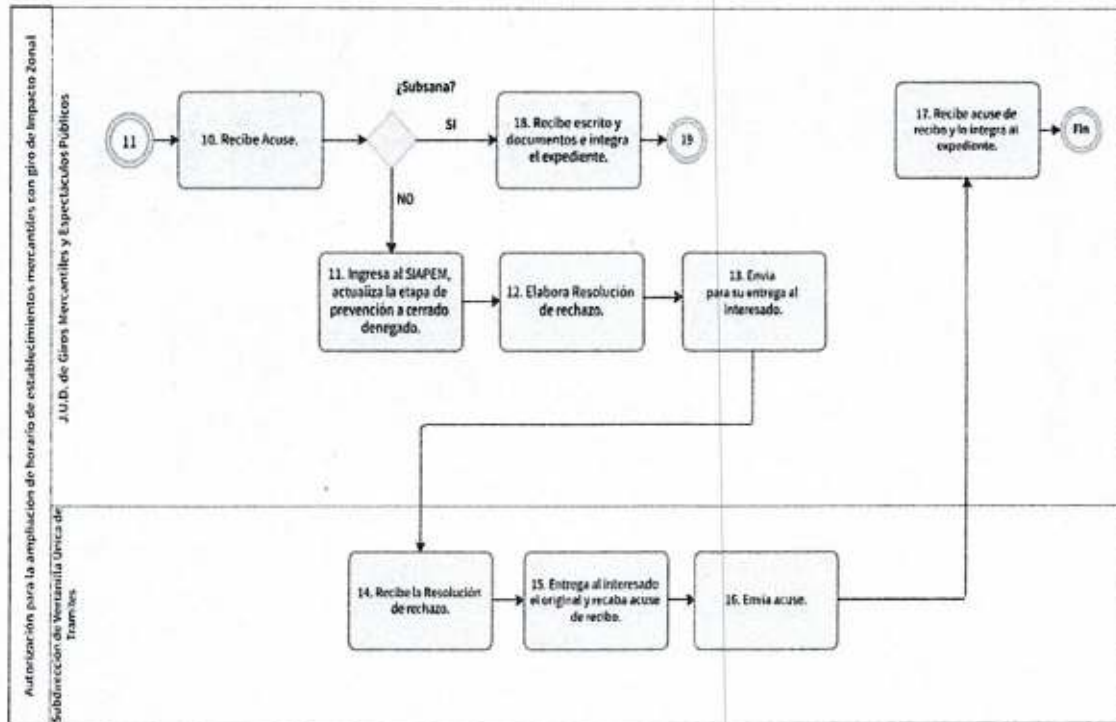 Autorización para la ampliación de horario de establecimientos mercantiles con giro de Impacto Zonal
J.U.D. de Giros Mercantiles y Espectáculos Públicos
11
10. Recibe Acuse.
¿Subsana?
SI
18. Recibe escrito y
documentos e integra
el expediente.
19
17. Recibe acuse de
recibo y lo integra al
expediente.
Fin
NO
11. Ingresa al SIAPEM,
actualiza la etapa de
prevención a cerrado
denegado.
12. Elabora Resolución
de rechazo.
13. Envía
para su entrega al
interesado.
Subdirección de Ventanilla Única de
Trámites
14. Recibe la Resolución
de rechazo.
15. Entrega al interesado
el original y recaba acuse
de recibo.
16. Envía acuse.